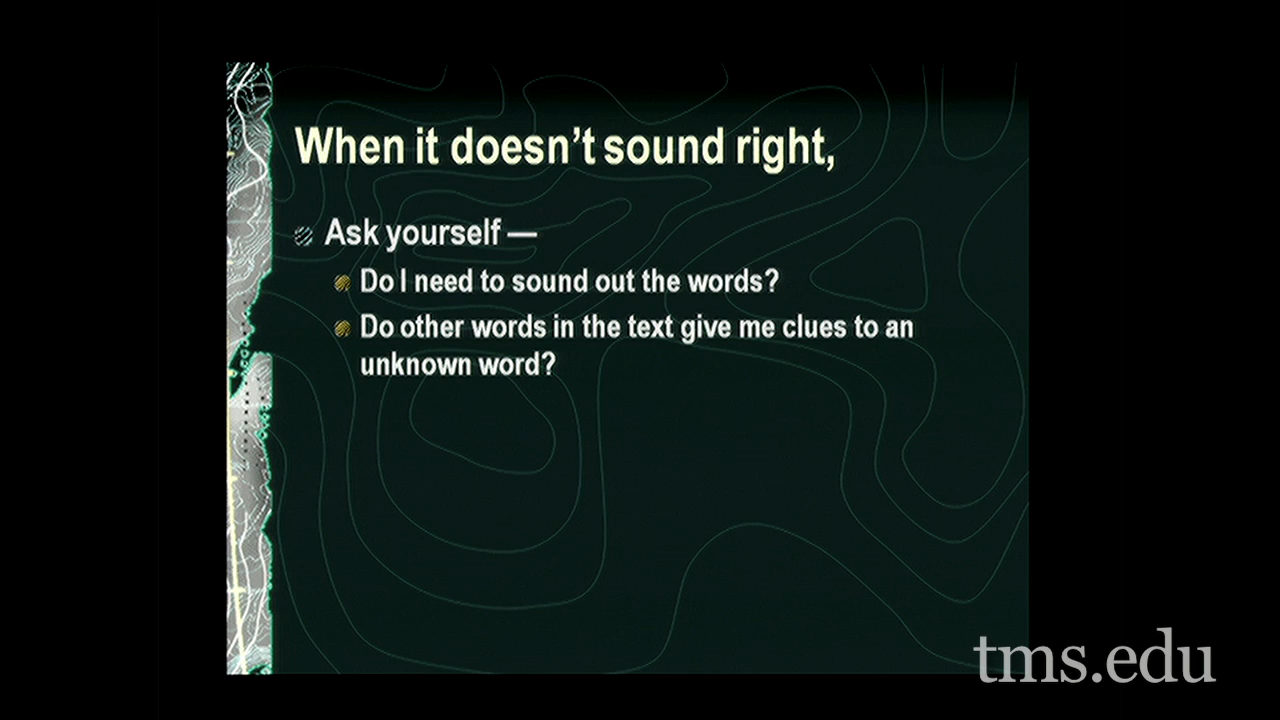 When it doesn't sound right,
Ask yourself —
Do I need to sound out the words?
Do other words in the text give me clues to an
unknown word?
tms.edu